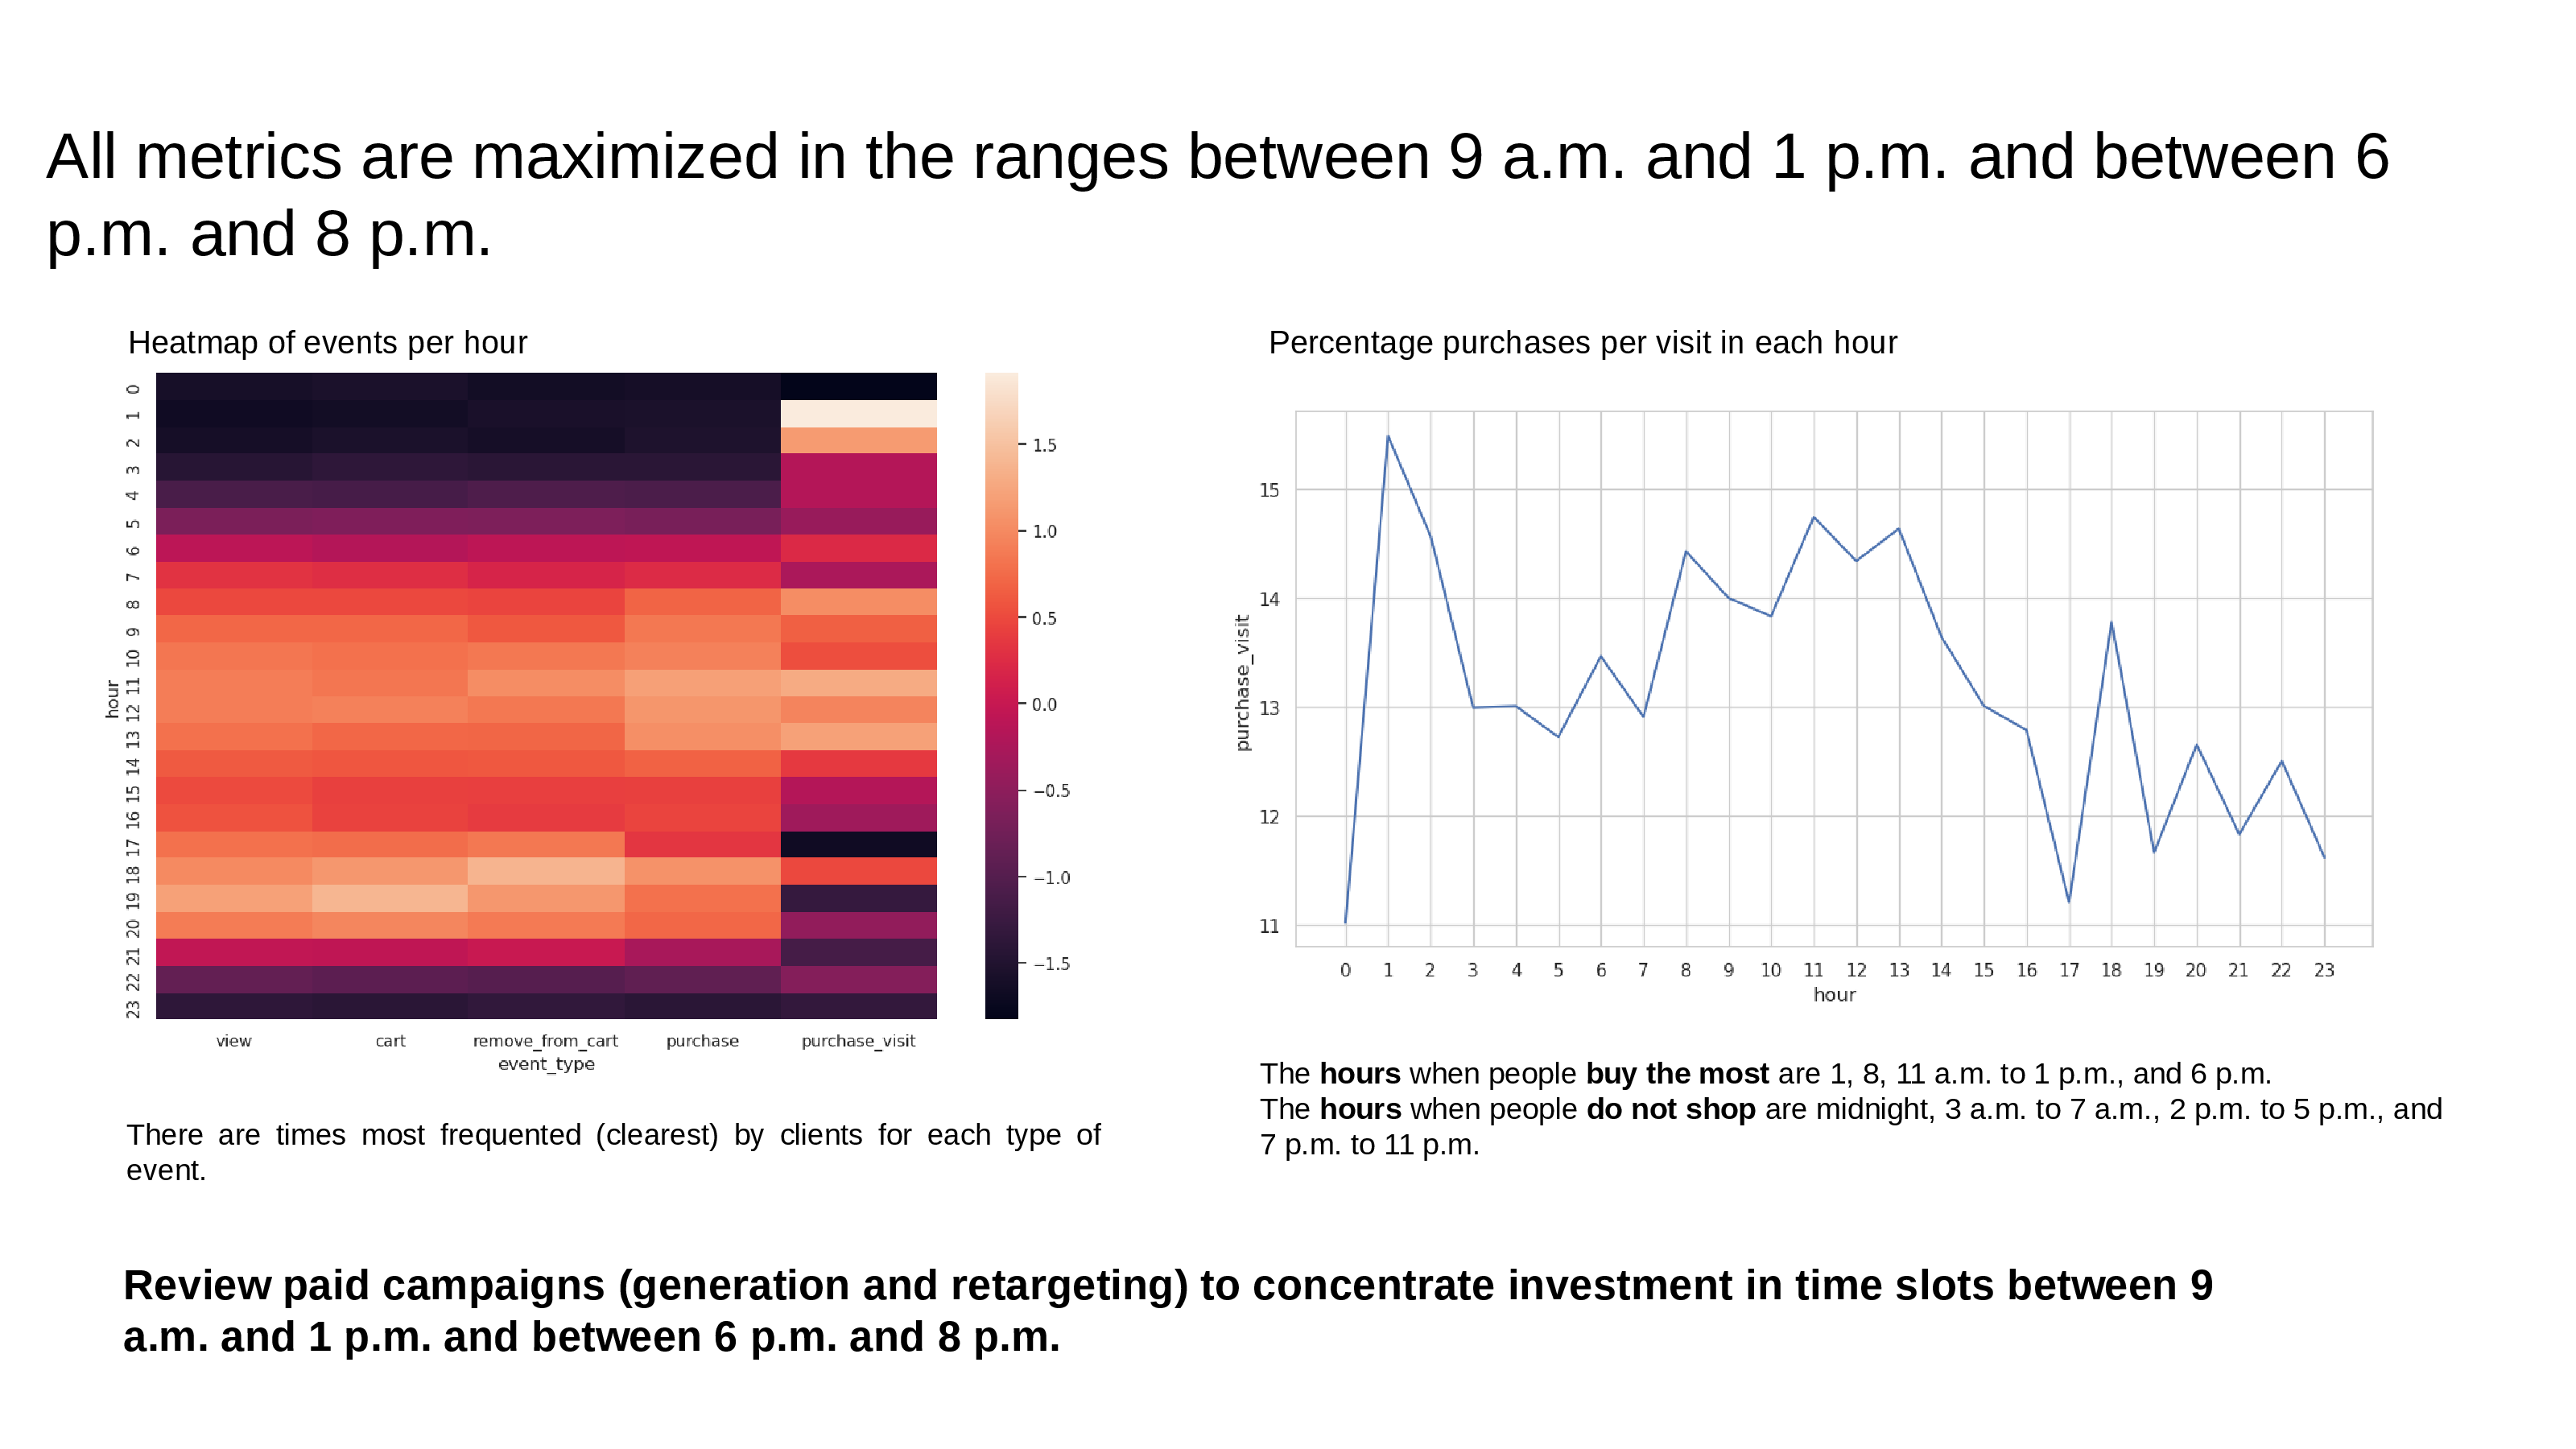 All metrics are maximized in the ranges between 9 a.m. and 1 p.m. and between 6
p.m. and 8 p.m.
Heatmap of events per hour
0
1
2
3
4
5
6
7
8
9
10
11
12
13
14
15
16
17
18
19
20
21
22
23
hour
view cart remove_from_cart purchase purchase_visit
event_type
1.5
1.0
0.5
0.0
−0.5
−1.0
−1.5
There are times most frequented (clearest) by clients for each type of
event.
Percentage purchases per visit in each hour
15
14
13
12
11
purchase_visit
0 1 2 3 4 5 6 7 8 9 10 11 12 13 14 15 16 17 18 19 20 21 22 23
hour
The hours when people buy the most are 1, 8, 11 a.m. to 1 p.m., and 6 p.m.
The hours when people do not shop are midnight, 3 a.m. to 7 a.m., 2 p.m. to 5 p.m., and
7 p.m. to 11 p.m.
Review paid campaigns (generation and retargeting) to concentrate investment in time slots between 9
a.m. and 1 p.m. and between 6 p.m. and 8 p.m.